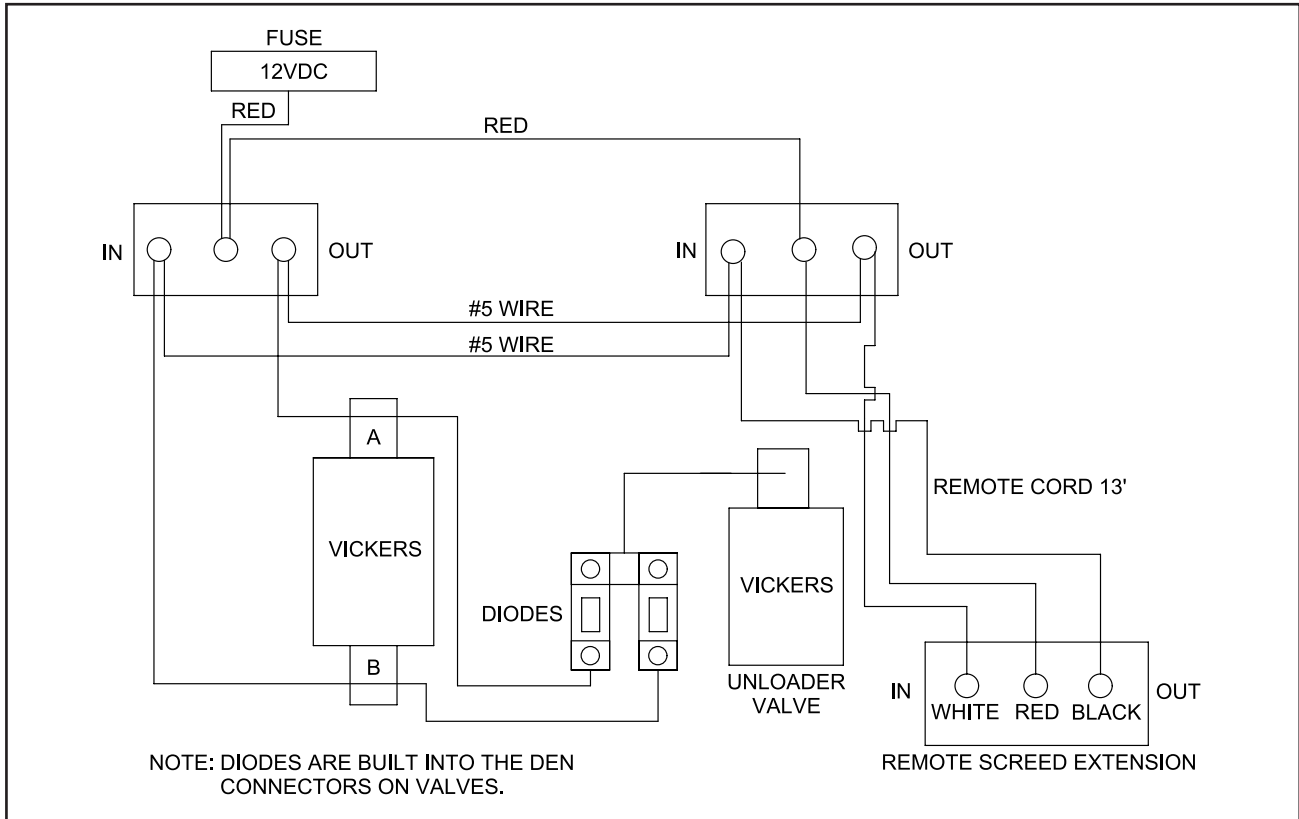 FUSE
12VDC
RED
RED
IN
OUT
IN
OUT
#5 WIRE
#5 WIRE
A
VICKERS
B
DIODES
VICKERS
UNLOADER
VALVE
REMOTE CORD 13'
IN
WHITE RED BLACK
OUT
REMOTE SCREED EXTENSION
NOTE: DIODES ARE BUILT INTO THE DEN
CONNECTORS ON VALVES.